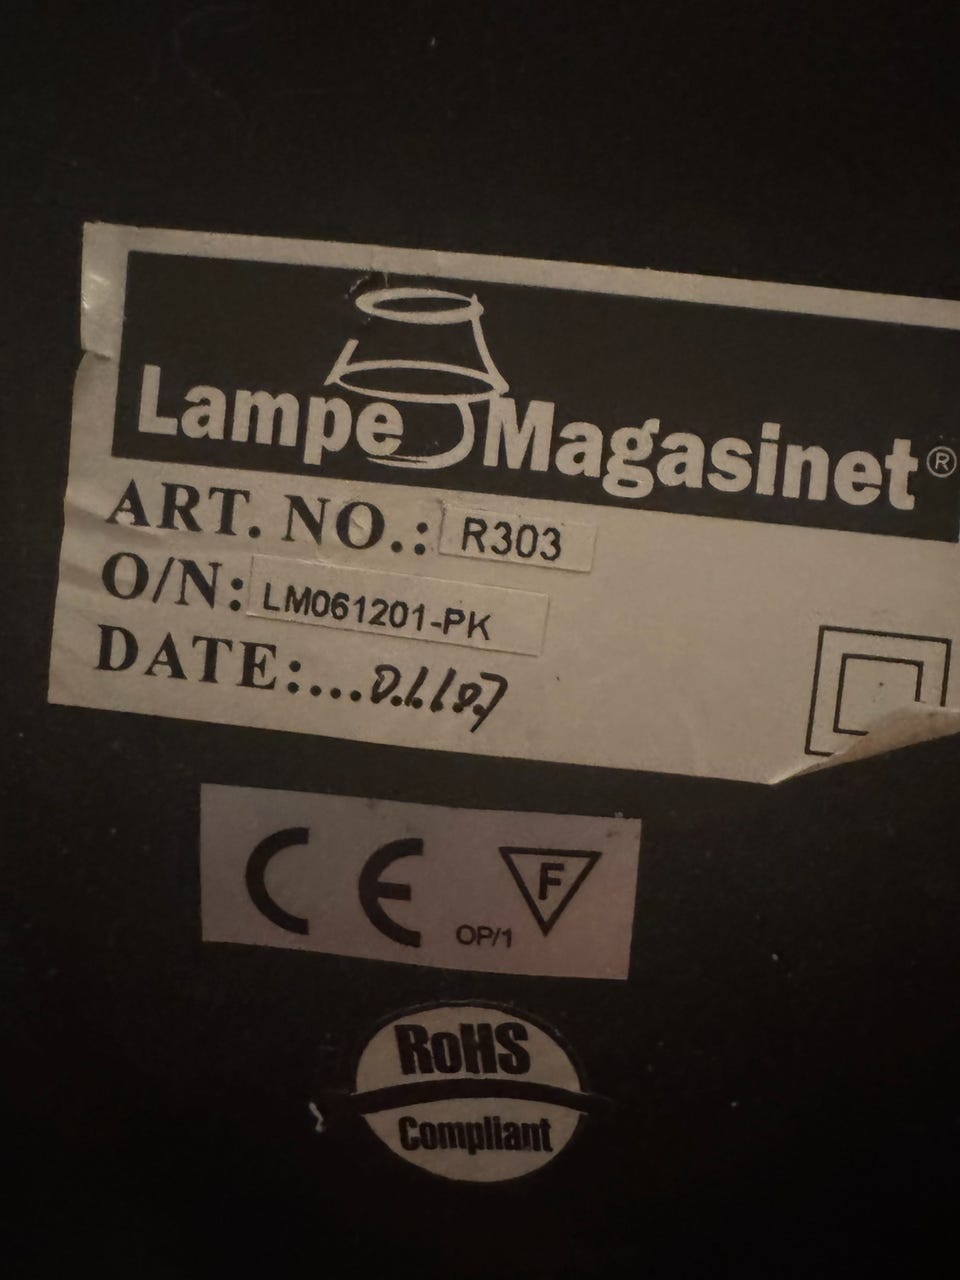 Lampe Magasinet®
ART. NO.: R303
O/N: LM061201-PK
DATE:...
CE
F
OP/1
RoHS
Compliant